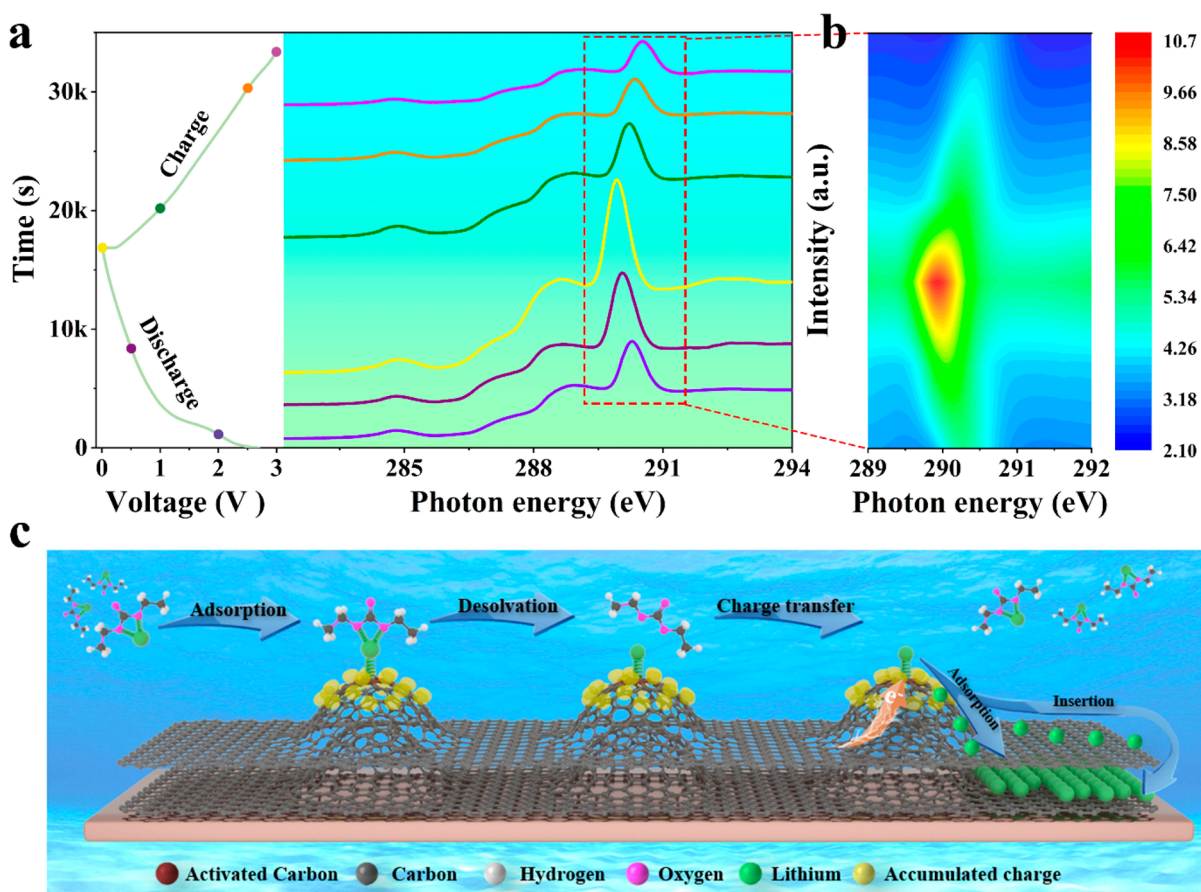 a
b
30k
20k
10k
0
Time (s)
Charge
Discharge
0 1 2 3
Voltage (V )
285 288 291 294
Photon energy (eV)
Intensity (a.u.)
289 290 291 292
Photon energy (eV)
10.7
9.66
8.58
7.50
6.42
5.34
4.26
3.18
2.10
c
Adsorption
Desolvation
Charge transfer
e-
Adsorption
Insertion
Activated Carbon Carbon Hydrogen Oxygen Lithium Accumulated charge